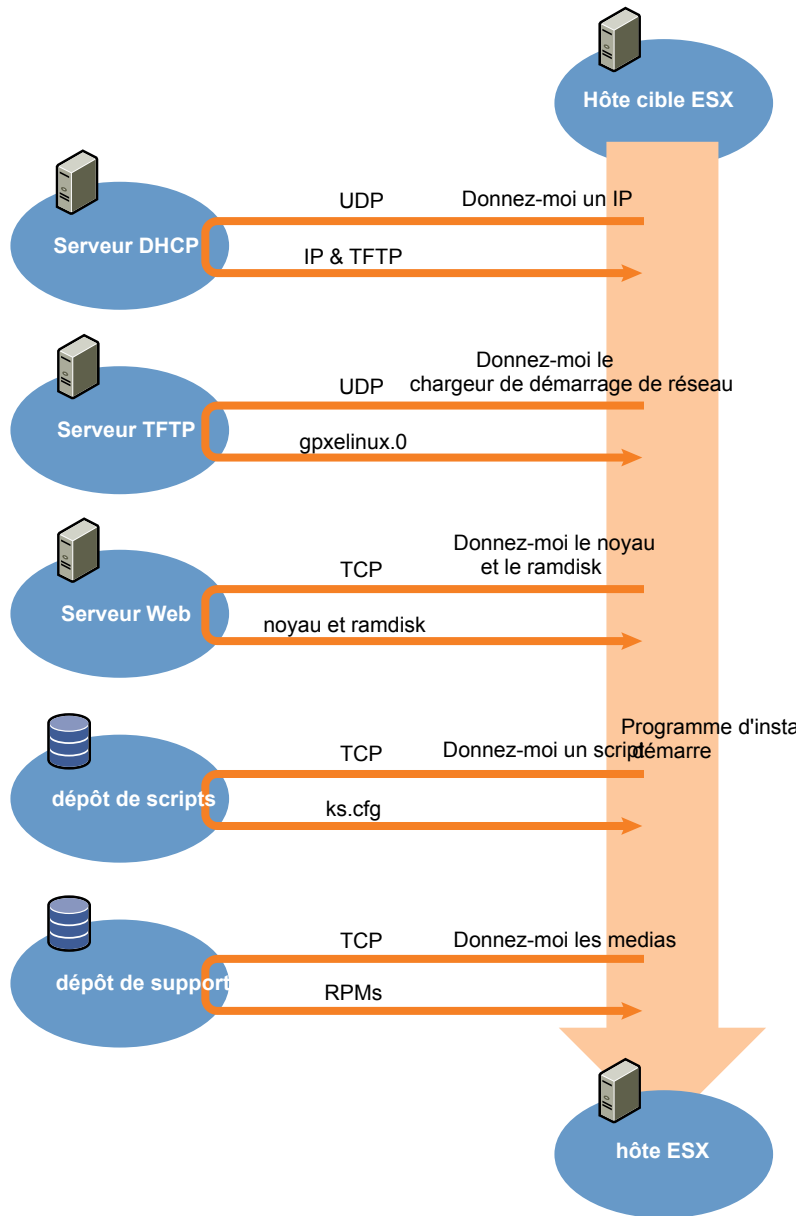 Hôte cible ESX
UDP
Donnez-moi un IP
Serveur DHCP
IP & TFTP
Donnez-moi le
chargeur de démarrage de réseau
UDP
Serveur TFTP
gpxelinux.0
Donnez-moi le noyau
et le ramdisk
TCP
Serveur Web
noyau et ramdisk
Programme d'insta
démarre
TCP
Donnez-moi un script
dépôt de scripts
ks.cfg
TCP
Donnez-moi les medias
dépôt de support
RPMs
hôte ESX